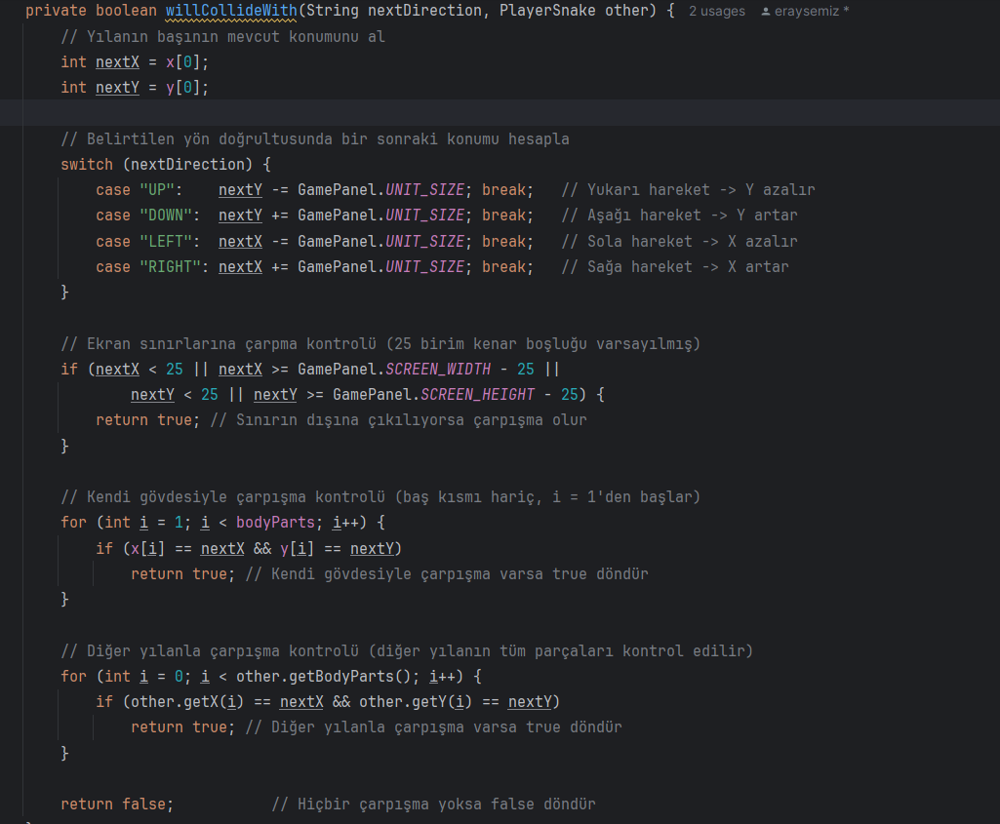 private boolean willCollideWith(String nextDirection, PlayerSnake other) { 2 usages eraysemiz *
// Yılanın başının mevcut konumunu al
int nextX = x[0];
int nextY = y[0];
// Belirtilen yön doğrultusunda bir sonraki konumu hesapla
switch (nextDirection) {
case "UP": nextY -= GamePanel.UNIT_SIZE; break; // Yukarı hareket -> Y azalır
case "DOWN": nextY += GamePanel.UNIT_SIZE; break; // Aşağı hareket -> Y artar
case "LEFT": nextX -= GamePanel.UNIT_SIZE; break; // Sola hareket -> X azalır
case "RIGHT": nextX += GamePanel.UNIT_SIZE; break; // Sağa hareket -> X artar
}
// Ekran sınırlarına çarpma kontrolü (25 birim kenar boşluğu varsayılmış)
if (nextX < 25 || nextX >= GamePanel.SCREEN_WIDTH - 25 ||
nextY < 25 || nextY >= GamePanel.SCREEN_HEIGHT - 25) {
return true; // Sınırın dışına çıkılıyorsa çarpışma olur
}
// Kendi gövdesiyle çarpışma kontrolü (baş kısmı hariç, i = 1'den başlar)
for (int i = 1; i < bodyParts; i++) {
if (x[i] == nextX && y[i] == nextY)
return true; // Kendi gövdesiyle çarpışma varsa true döndür
}
// Diğer yılanla çarpışma kontrolü (diğer yılanın tüm parçaları kontrol edilir)
for (int i = 0; i < other.getBodyParts(); i++) {
if (other.getX(i) == nextX && other.getY(i) == nextY)
return true; // Diğer yılanla çarpışma varsa true döndür
}
return false; // Hiçbir çarpışma yoksa false döndür